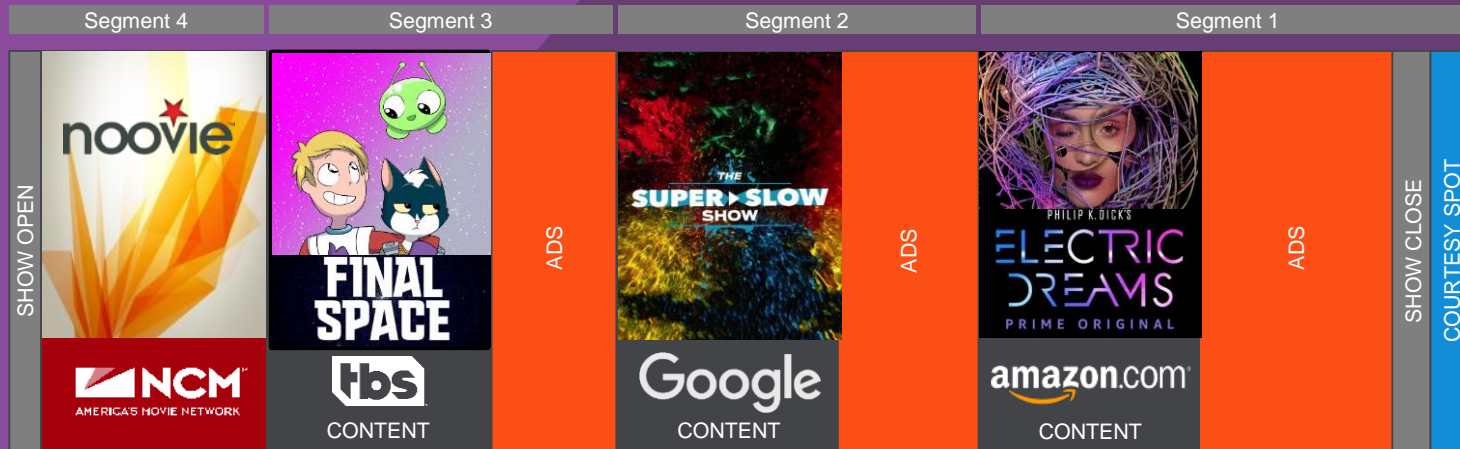 Segment 4
Segment 3
Segment 2
Segment 1
SHOW OPEN
noovie™
NCM
AMERICA'S MOVIE NETWORK
FINAL
SPACE
tbs
CONTENT
ADS
THE
SUPER SLOW
SHOW
Google
CONTENT
ADS
PHILIP K. DICK'S
ELECTRIC
DREAMS
PRIME ORIGINAL
amazon.com
CONTENT
ADS
SHOW CLOSE
COURTESY SPOT